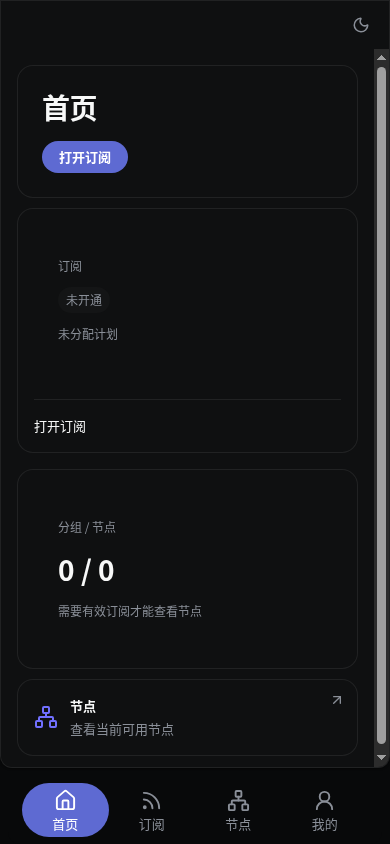 首页
打开订阅
订阅
未开通
未分配计划
打开订阅
分组 / 节点
0 / 0
需要有效订阅才能查看节点
节点
查看当前可用节点
首页
订阅
节点
我的